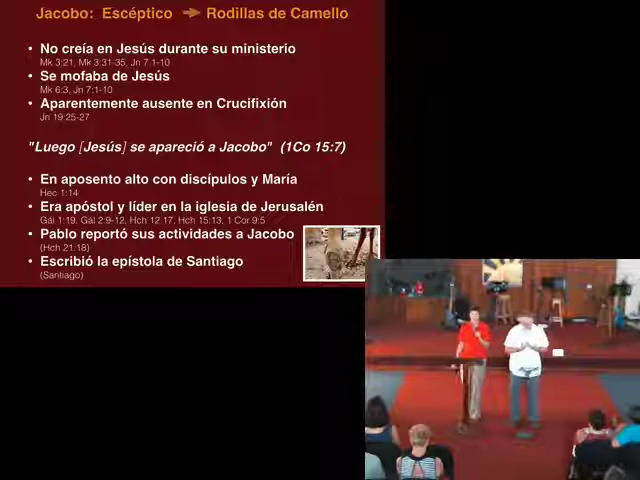 Jacobo: Escéptico → Rodillas de Camello
• No creía en Jesús durante su ministerio
Mk 3:21, Mk 3:31-35, Jn 7.1-10
• Se mofaba de Jesús
Mk 6:3, Jn 7:1-10
• Aparentemente ausente en Crucifixión
Jn 19:25-27
"Luego [Jesús] se apareció a Jacobo" (1Co 15:7)
• En aposento alto con discípulos y María
Hec 1:14
• Era apóstol y líder en la iglesia de Jerusalén
Gál 1:19, Gál 2:9-12, Hch 12.17, Hch 15:13, 1 Cor 9:5
• Pablo reportó sus actividades a Jacobo
(Hch 21:18)
• Escribió la epístola de Santiago
(Santiago)